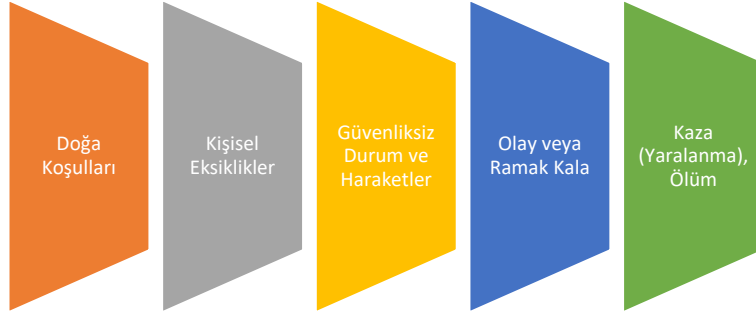 Doğa
Koşulları
Kişisel
Eksiklikler
Güvenliksiz
Durum ve
Haraketler
Olay veya
Ramak Kala
Kaza
(Yaralanma),
Ölüm